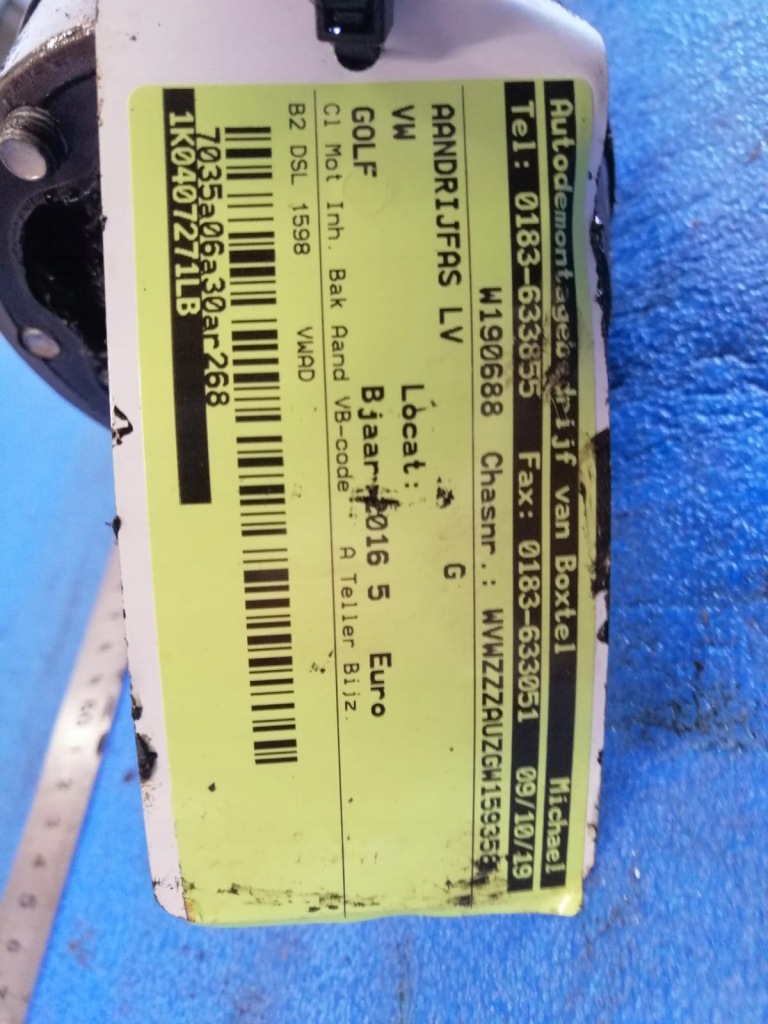 Autodemontagebedrijf van Boxtel Michael
Tel: 0183-633855 Fax: 0183-633051 09/10/19
W190688 Chasnr.:
AANDRIJFAS LV G
VW Locat:
GOLF Bjaar: 2016 5 Euro
Cl Mot Inh. Bak Aand VB-code A Teller Bijz.
B2 DSL 1598 VWAD
7035a06a30ar268
1K0407271LB